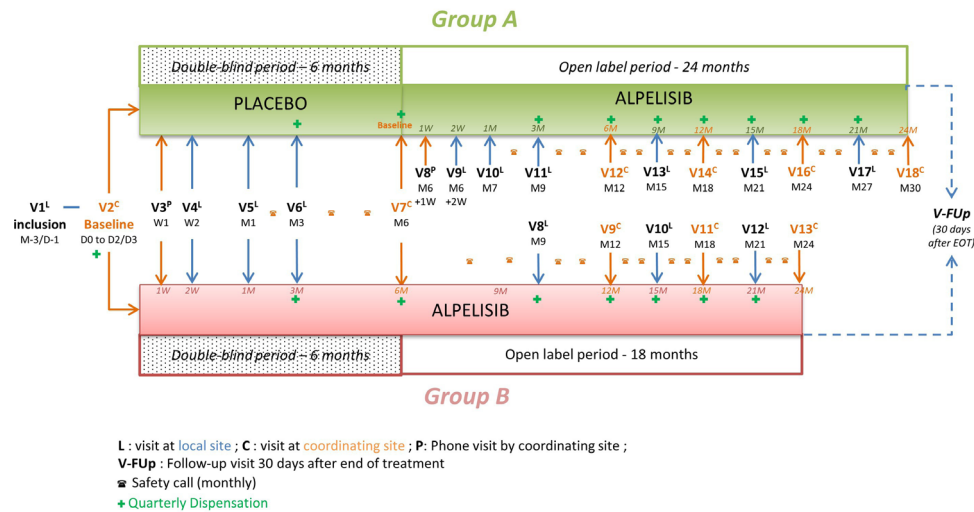 Group A
Double-blind period – 6 months
Open label period - 24 months
PLACEBO
ALPELISIB
Baseline
1W 2W 1M 3M 6M 9M 12M 15M 18M 21M 24M
V8P V9L V10L V11L V12C V13L V14C V15L V16C V17L V18C
M6 M6 M7 M9 M12 M15 M18 M21 M24 M27 M30
+1W +2W
V1L V2C V3P V4L V5L V6L V7C
inclusion Baseline W1 W2 M1 M3 M6
M-3/D-1 D0 to D2/D3
V-FUp
(30 days
after EOT)
V8L V9C V10L V11C V12L V13C
M9 M12 M15 M18 M21 M24
1W 2W 1M 3M 6M 9M 12M 15M 18M 21M 24M
ALPELISIB
Double-blind period – 6 months
Open label period - 18 months
Group B
L : visit at local site ; C : visit at coordinating site ; P: Phone visit by coordinating site ;
V-FUp : Follow-up visit 30 days after end of treatment
Safety call (monthly)
Quarterly Dispensation